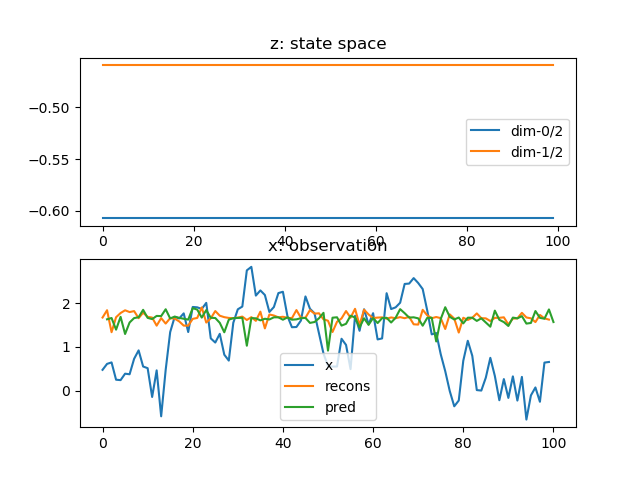 z: state space
−0.50
−0.55
−0.60
dim-0/2
dim-1/2
0 20 40 60 80 100
x: observation
2
1
0
x
recons
pred
0 20 40 60 80 100